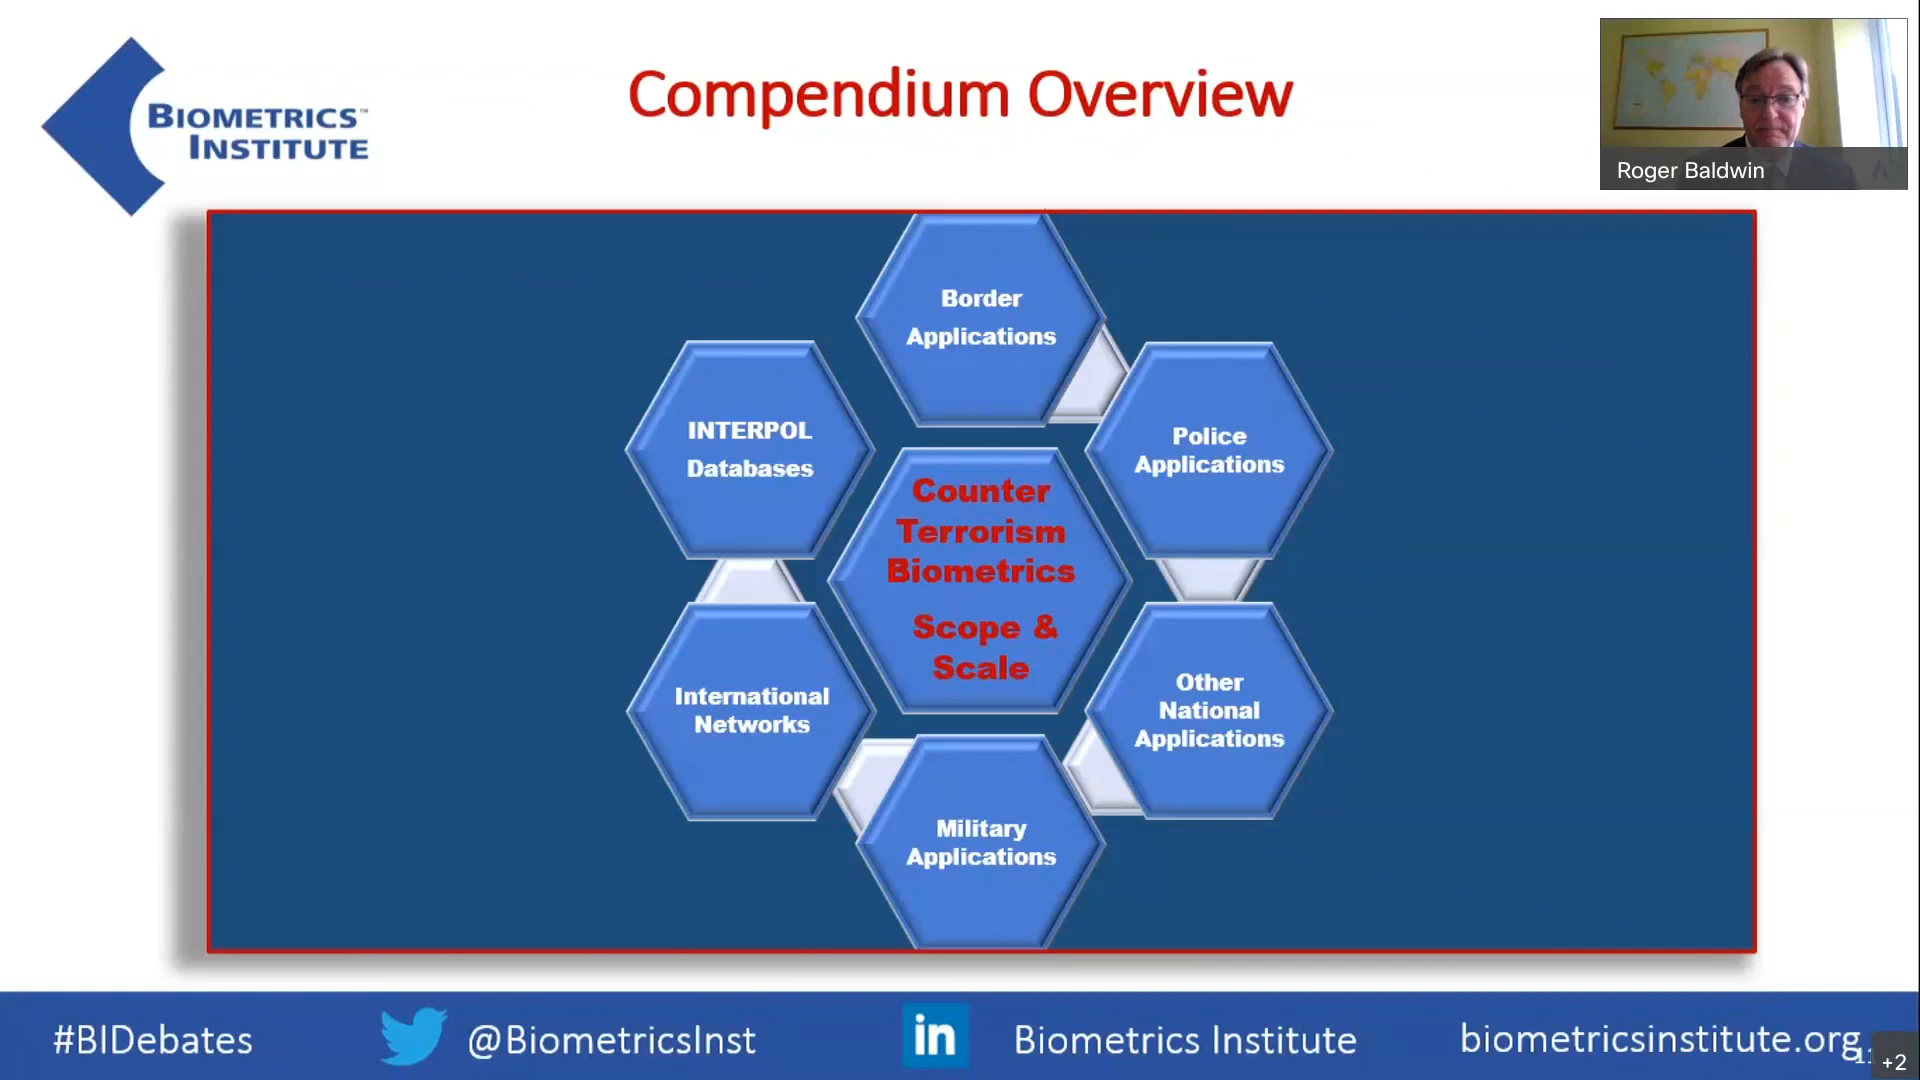 BIOMETRICS™
INSTITUTE
Compendium Overview
Roger Baldwin
Border
Applications
INTERPOL
Databases
Police
Applications
Counter
Terrorism
Biometrics
Scope &
Scale
International
Networks
Other
National
Applications
Military
Applications
#BIDebates
@BiometricsInst
in
Biometrics Institute
biometricsinstitute.org
+2